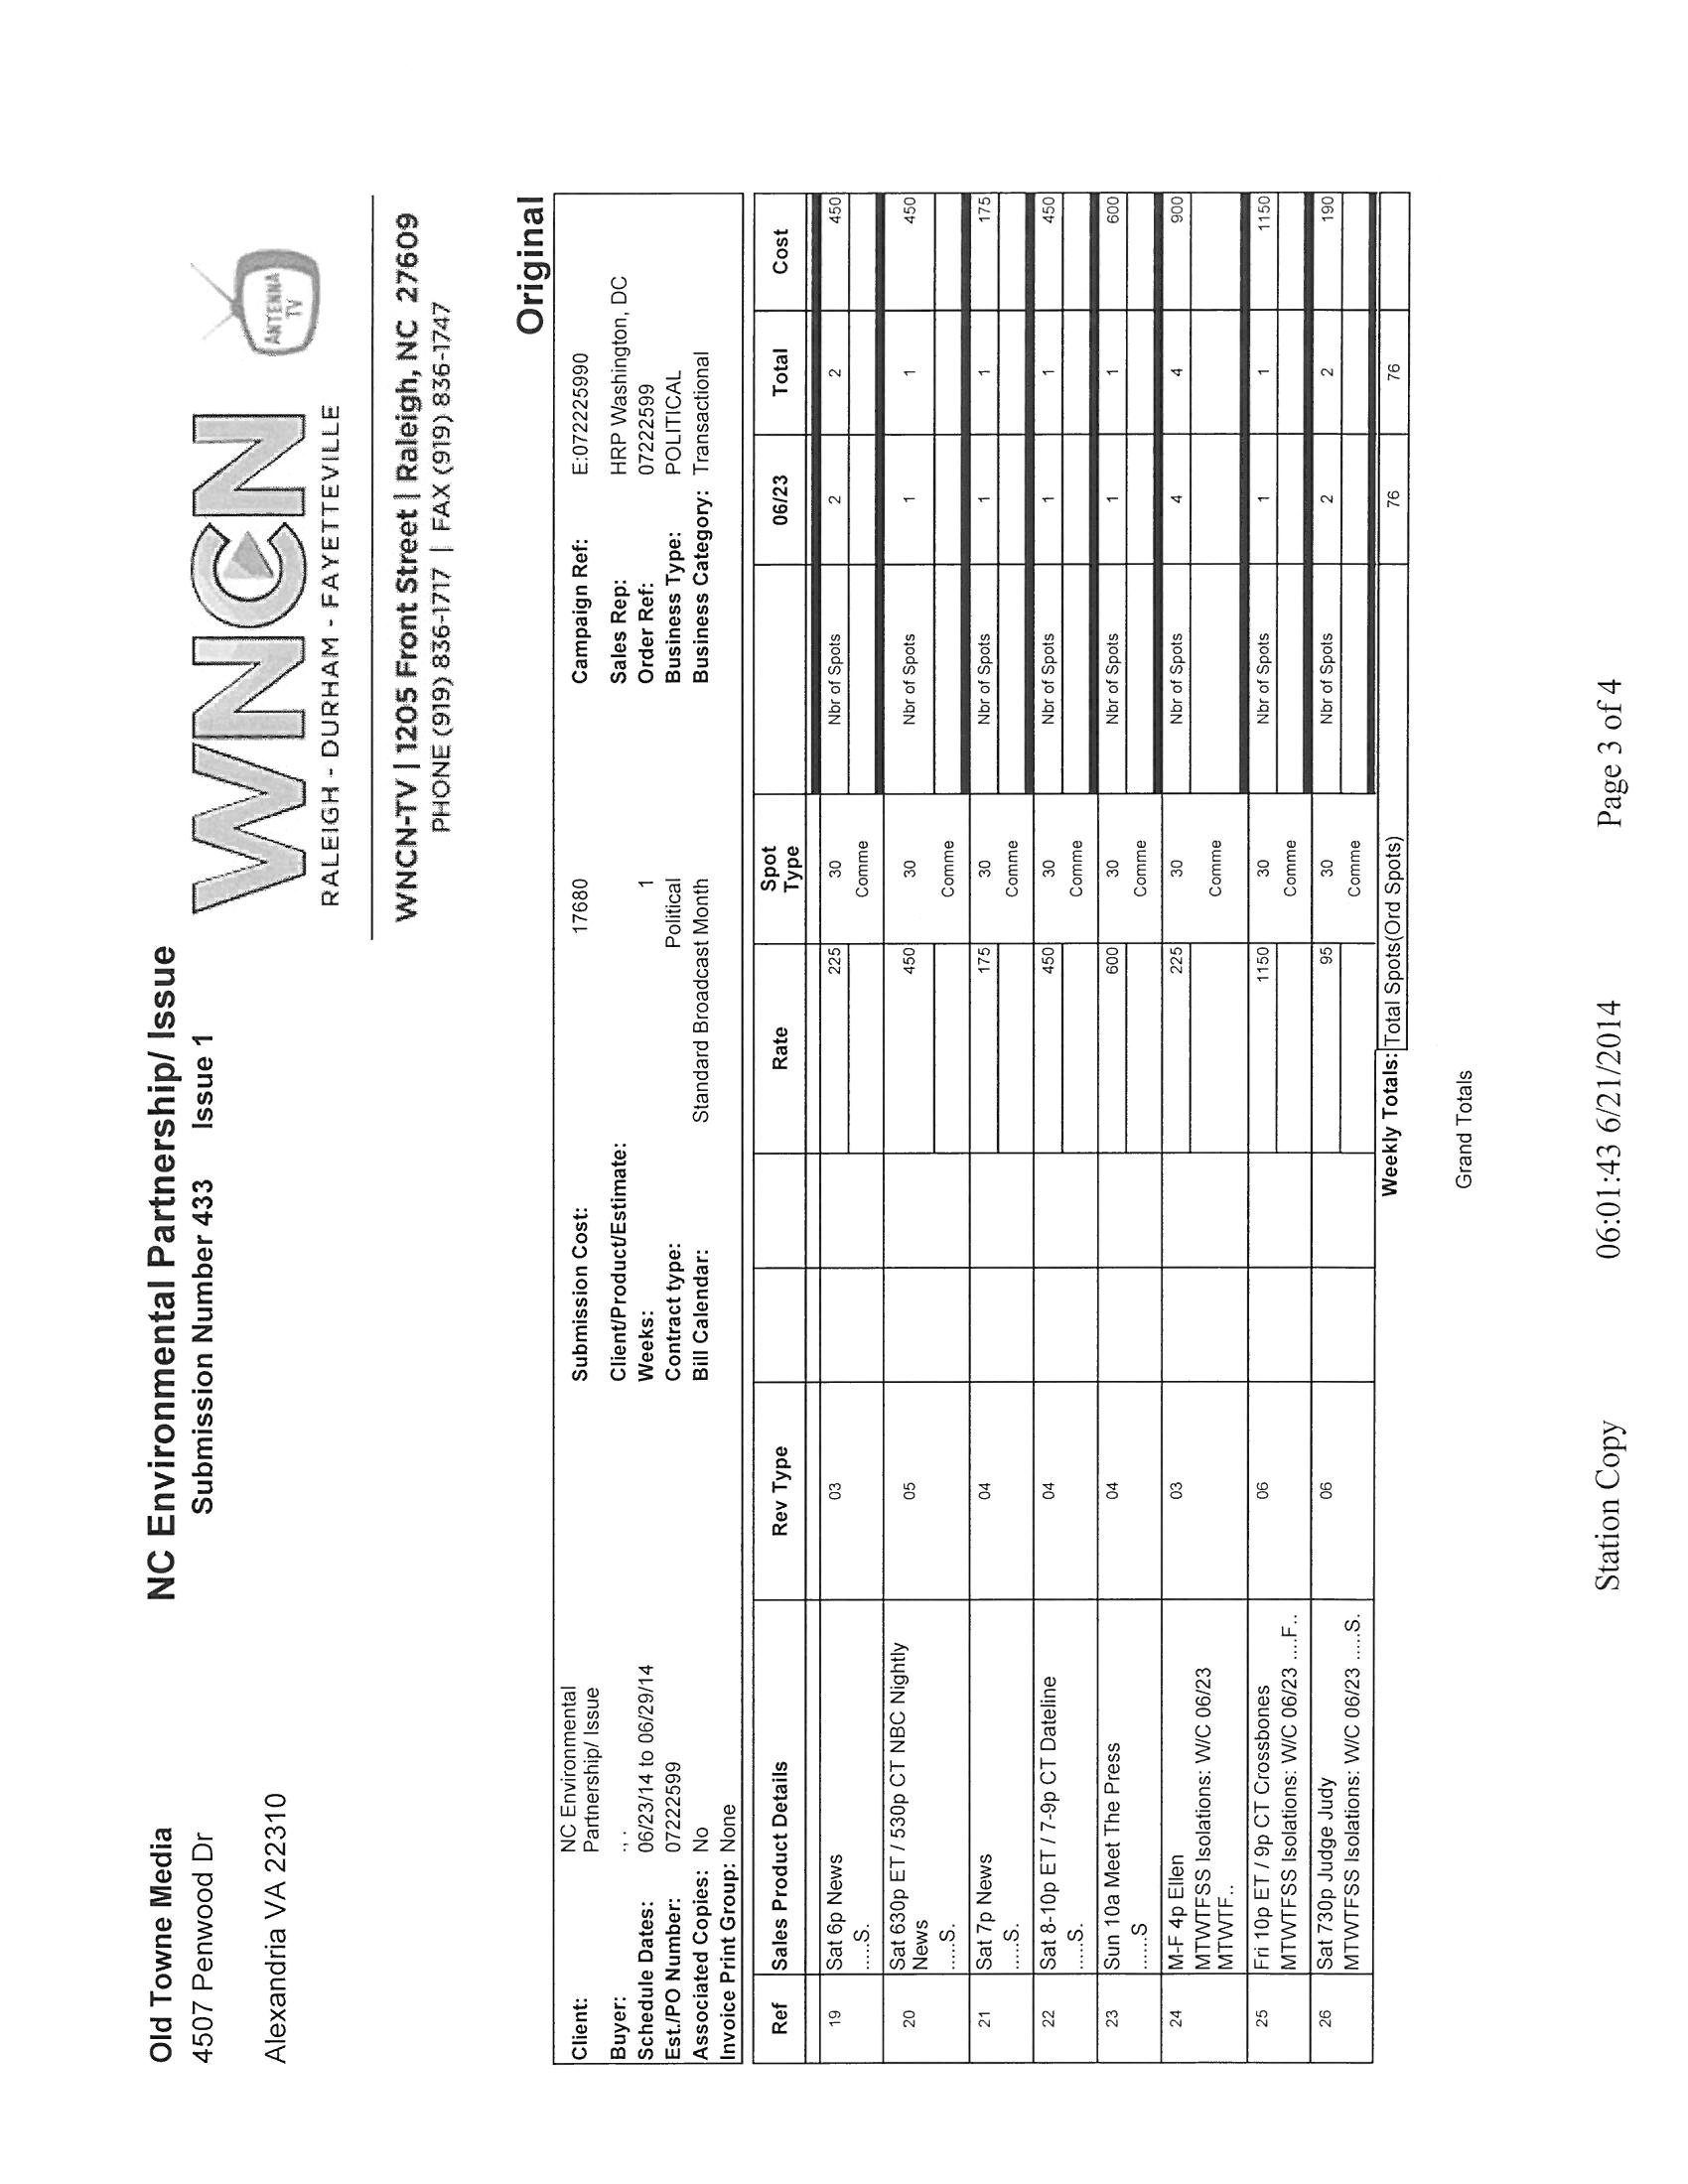 Old Towne Media
4507 Penwood Dr
Alexandria VA 22310
NC Environmental Partnership/ Issue
Submission Number 433 Issue 1
WNCN
RALEIGH - DURHAM - FAYETTEVILLE
ANTENNA
TV
WNCN-TV | 1205 Front Street | Raleigh, NC 27609
PHONE (919) 836-1717 | FAX (919) 836-1747
Original
Client: NC Environmental Partnership/ Issue Submission Cost: 17680 Campaign Ref: E:072225990
Buyer: ., . Client/Product/Estimate: Sales Rep: HRP Washington, DC
Schedule Dates: 06/23/14 to 06/29/14 Weeks: 1 Order Ref: 07222599
Est./PO Number: 07222599 Contract type: Political Business Type: POLITICAL
Associated Copies: No Bill Calendar: Standard Broadcast Month Business Category: Transactional
Invoice Print Group: None
Ref Sales Product Details Rev Type Rate Spot Type 06/23 Total Cost
19 Sat 6p News 03 225 30 Nbr of Spots 2 2 450
.....S. Comme
20 Sat 630p ET / 530p CT NBC Nightly 05 450 30 Nbr of Spots 1 1 450
News
.....S. Comme
21 Sat 7p News 04 175 30 Nbr of Spots 1 1 175
.....S. Comme
22 Sat 8-10p ET / 7-9p CT Dateline 04 450 30 Nbr of Spots 1 1 450
.....S. Comme
23 Sun 10a Meet The Press 04 600 30 Nbr of Spots 1 1 600
......S Comme
24 M-F 4p Ellen 03 225 30 Nbr of Spots 4 4 900
MTWTFSS Isolations: W/C 06/23 Comme
MTWTF..
25 Fri 10p ET / 9p CT Crossbones 06 1150 30 Nbr of Spots 1 1 1150
MTWTFSS Isolations: W/C 06/23 ....F.. Comme
26 Sat 730p Judge Judy 06 95 30 Nbr of Spots 2 2 190
MTWTFSS Isolations: W/C 06/23 .....S. Comme
Weekly Totals: Total Spots(Ord Spots) 76 76
Grand Totals
Station Copy 06:01:43 6/21/2014 Page 3 of 4